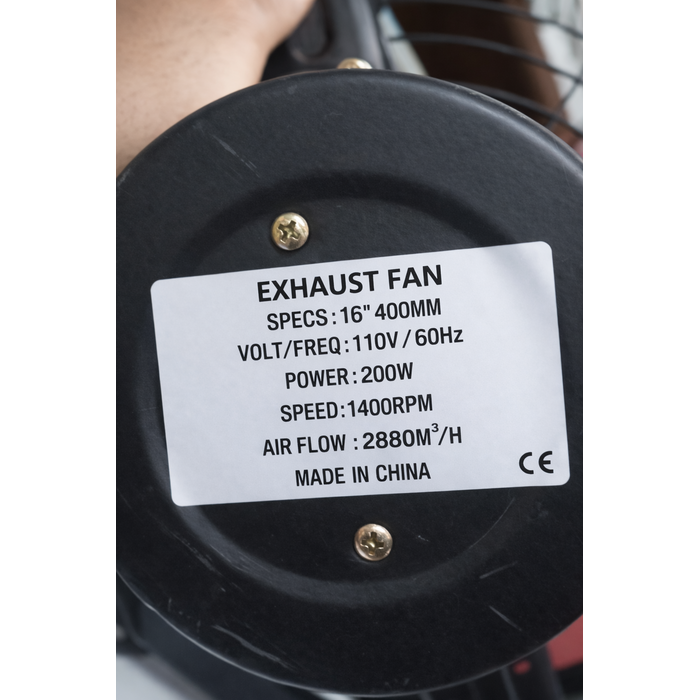 EXHAUST FAN
SPECS:16" 400MM
VOLT/FREQ:110V/60Hz
POWER:200W
SPEED:1400RPM
AIR FLOW :2880M³/H
MADE IN CHINA
CE